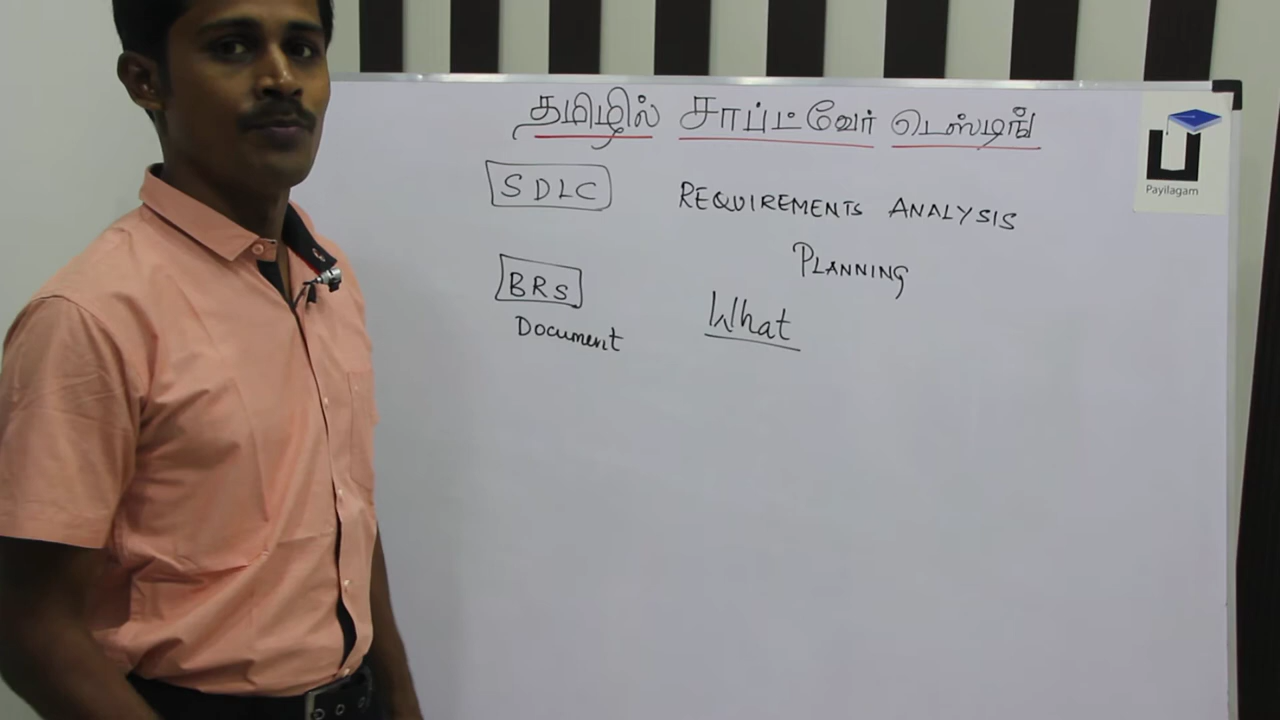 தமிழில் சாப்ட்வேர் டெஸ்டிங்
SDLC REQUIREMENTS ANALYSIS
PLANNING
BRS
Document What
Payilagam